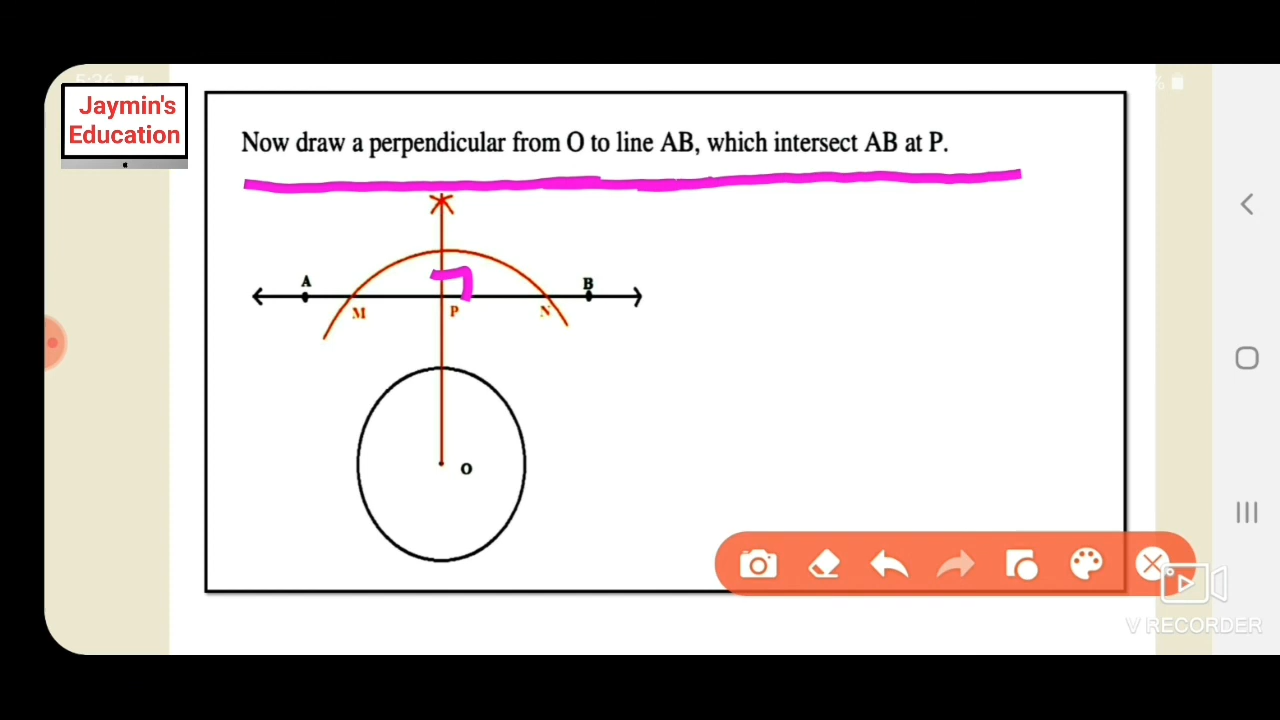 Jaymin's
Education
Now draw a perpendicular from O to line AB, which intersect AB at P.
A
B
M
P
N
O
V RECORDER